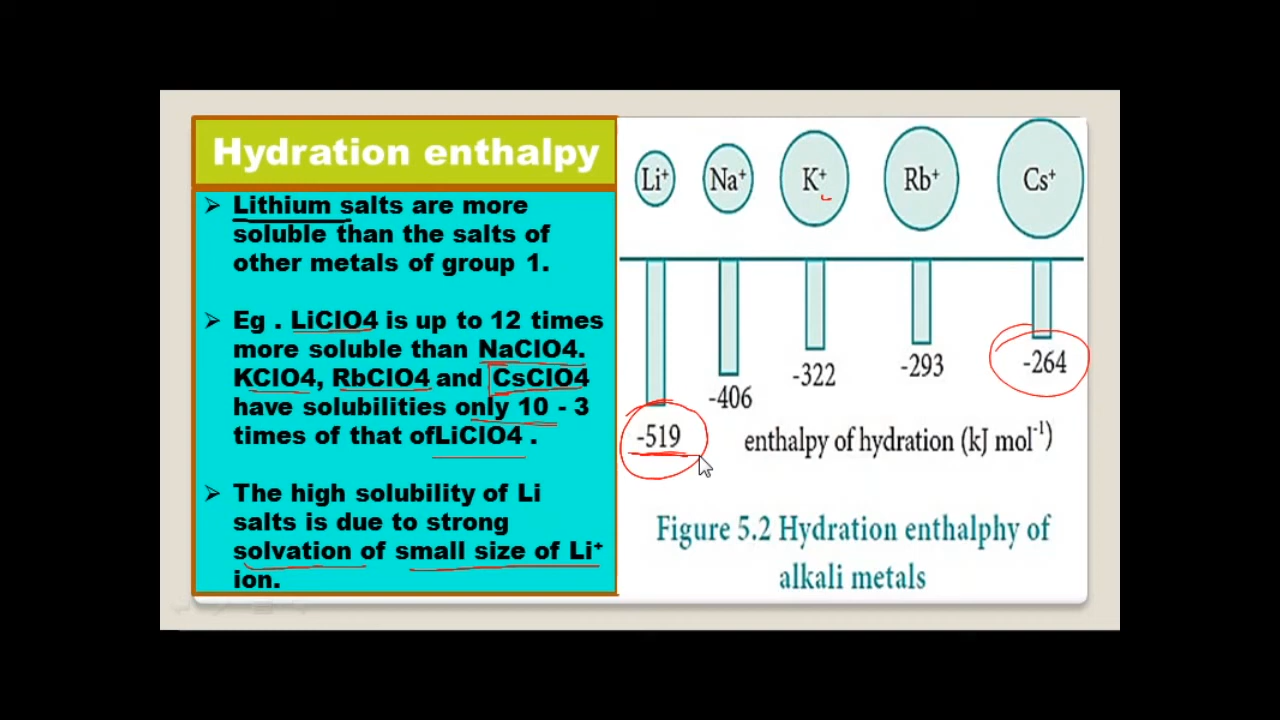 Hydration enthalpy
➢ Lithium salts are more
soluble than the salts of
other metals of group 1.
➢ Eg . LiClO4 is up to 12 times
more soluble than NaClO4.
KClO4, RbClO4 and CsClO4
have solubilities only 10 - 3
times of that ofLiClO4 .
➢ The high solubility of Li
salts is due to strong
solvation of small size of Li⁺
ion.
Li⁺ Na⁺ K⁺ Rb⁺ Cs⁺
-519 -406 -322 -293 -264
enthalpy of hydration (kJ mol⁻¹)
Figure 5.2 Hydration enthalphy of
alkali metals